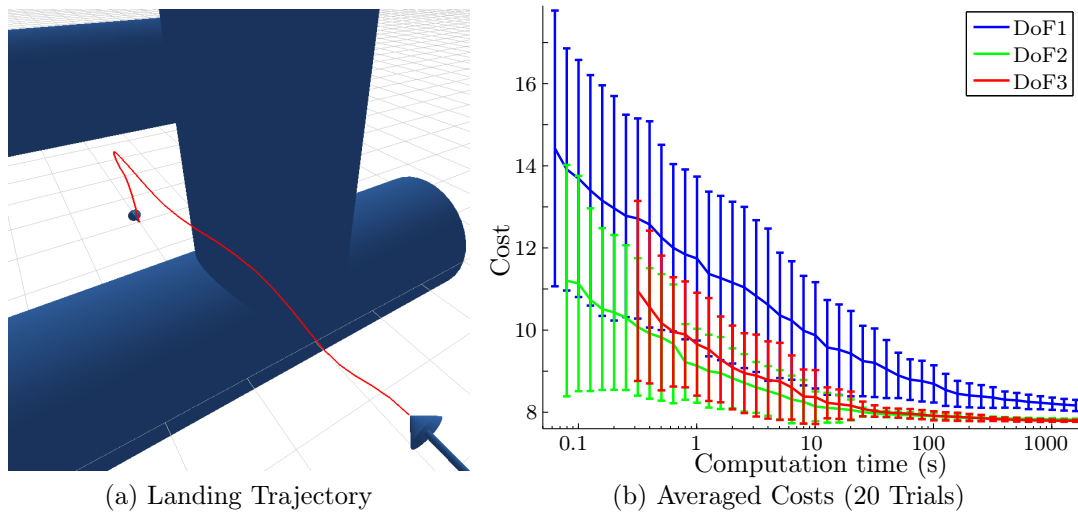 DoF1
DoF2
DoF3
16
14
12
10
8
Cost
0.1
1
10
100
1000
Computation time (s)
(a) Landing Trajectory
(b) Averaged Costs (20 Trials)